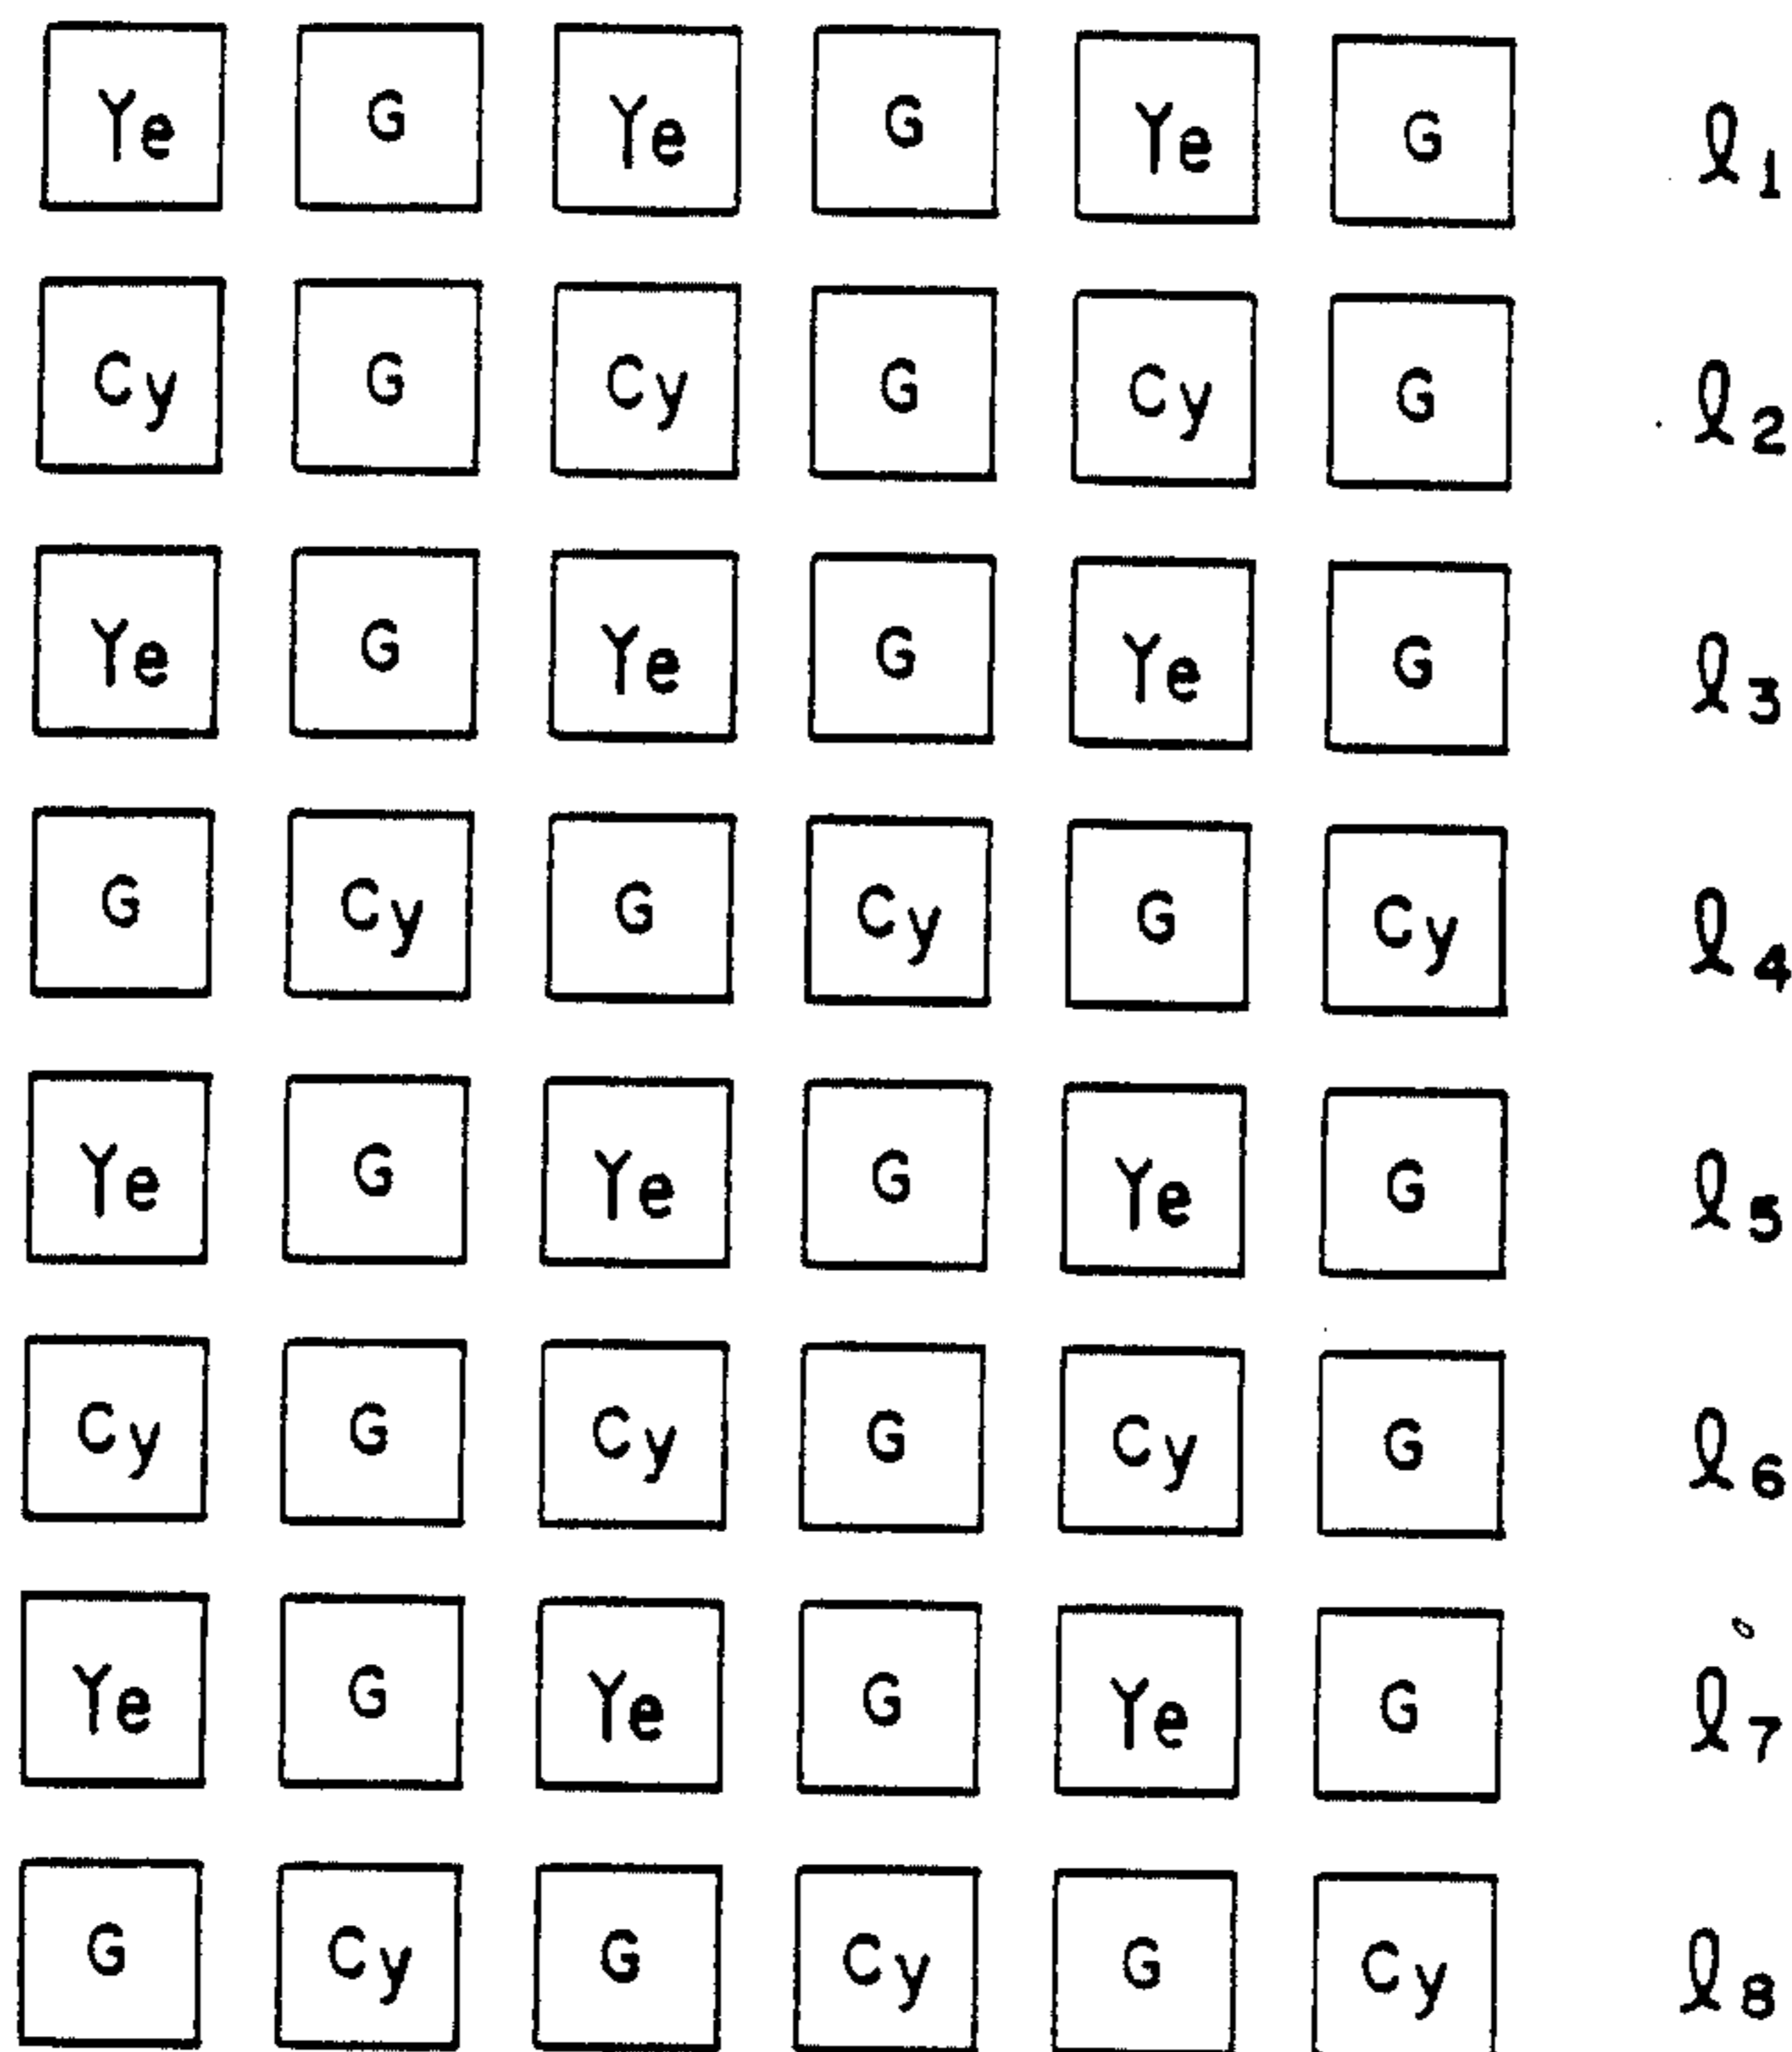 Ye G Ye G Ye G ℓ1
Cy G Cy G Cy G ℓ2
Ye G Ye G Ye G ℓ3
G Cy G Cy G Cy ℓ4
Ye G Ye G Ye G ℓ5
Cy G Cy G Cy G ℓ6
Ye G Ye G Ye G ℓ7
G Cy G Cy G Cy ℓ8